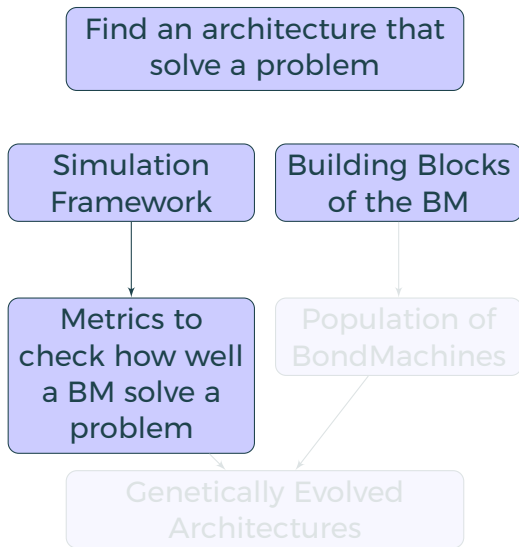 Find an architecture that
solve a problem
Simulation
Framework
Building Blocks
of the BM
Metrics to
check how well
a BM solve a
problem
Population of
BondMachines
Genetically Evolved
Architectures